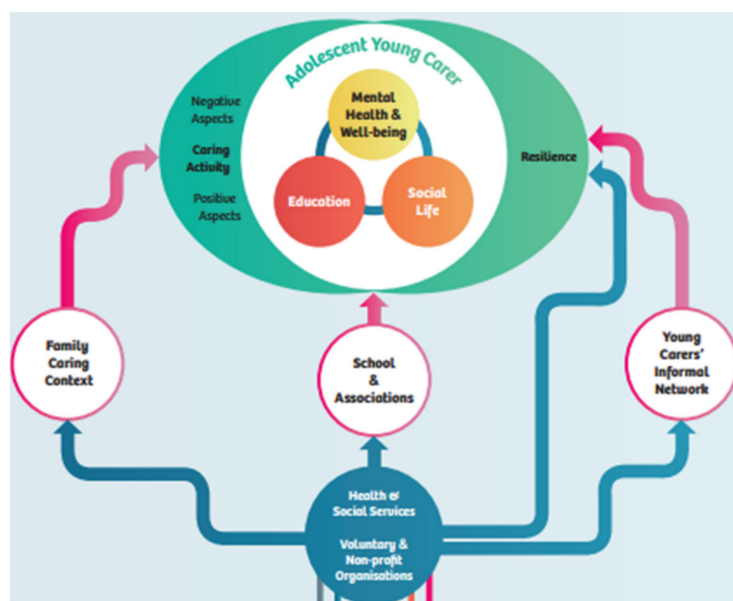 Adolescent Young Carer
Mental
Health &
Well-being
Negative
Aspects
Caring
Activity
Positive
Aspects
Education
Social
Life
Resilience
Family
Caring
Context
School
&
Associations
Young
Carers'
Informal
Network
Health &
Social Services
Voluntary &
Non-profit
Organisations